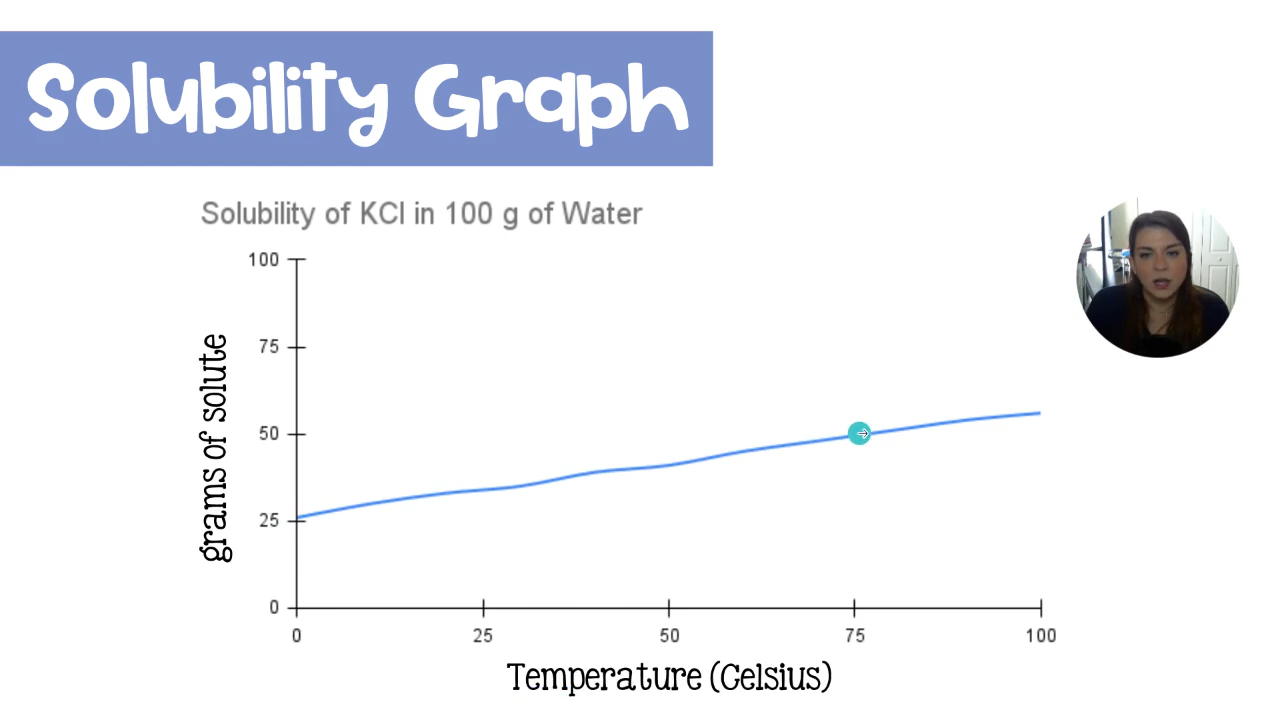 Solubility Graph
Solubility of KCl in 100 g of Water
100
75
50
25
0
grams of solute
0 25 50 75 100
Temperature (Celsius)